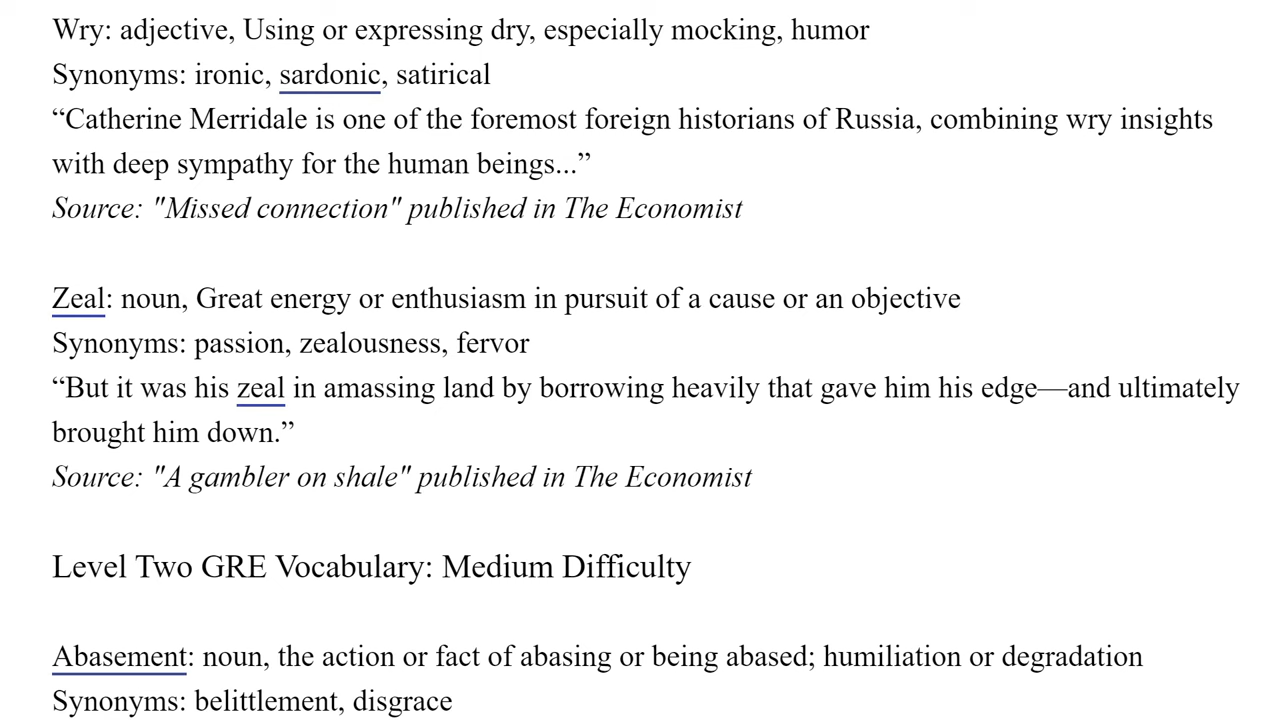 Wry: adjective, Using or expressing dry, especially mocking, humor
Synonyms: ironic, sardonic, satirical
“Catherine Merridale is one of the foremost foreign historians of Russia, combining wry insights
with deep sympathy for the human beings...”
Source: "Missed connection" published in The Economist
Zeal: noun, Great energy or enthusiasm in pursuit of a cause or an objective
Synonyms: passion, zealousness, fervor
“But it was his zeal in amassing land by borrowing heavily that gave him his edge—and ultimately
brought him down.”
Source: "A gambler on shale" published in The Economist
Level Two GRE Vocabulary: Medium Difficulty
Abasement: noun, the action or fact of abasing or being abased; humiliation or degradation
Synonyms: belittlement, disgrace